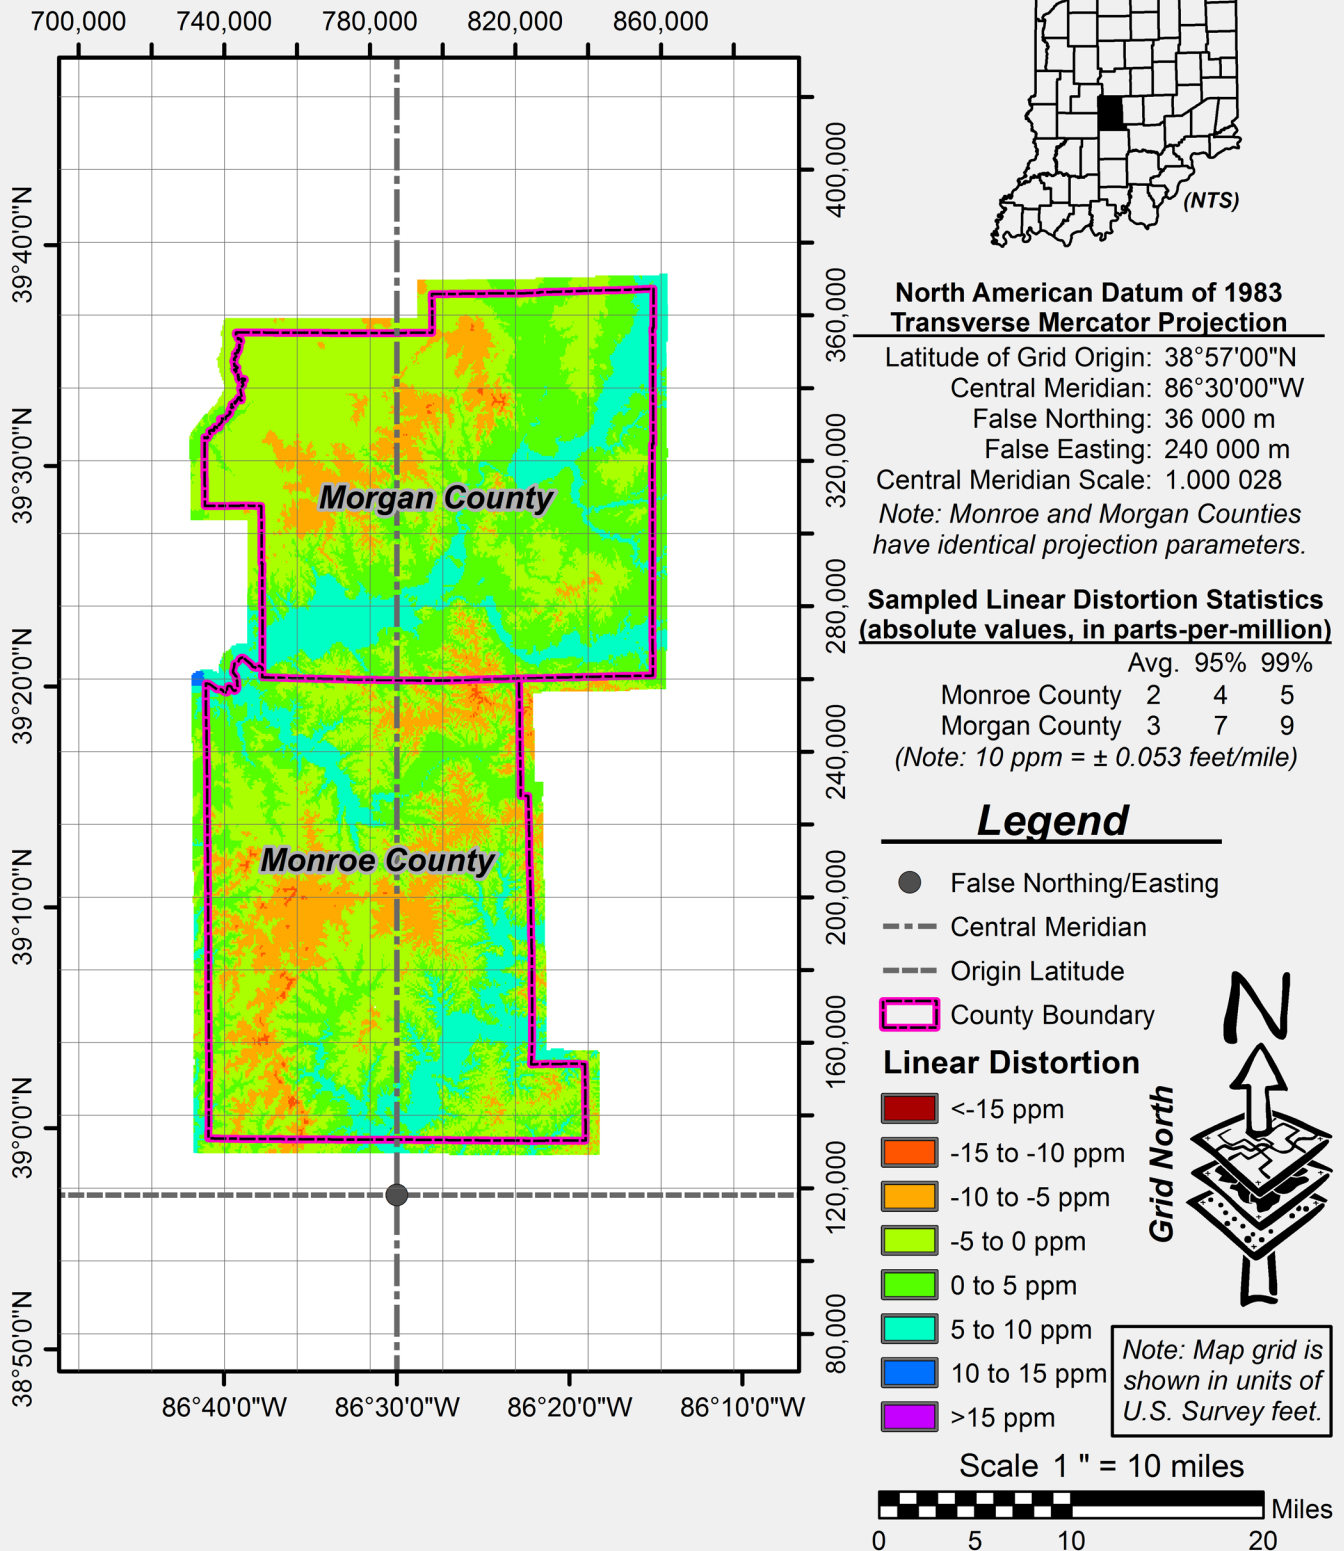 700,000 740,000 780,000 820,000 860,000
400,000
360,000
320,000
280,000
240,000
200,000
160,000
120,000
80,000
39°40'0"N
39°30'0"N
39°20'0"N
39°10'0"N
39°0'0"N
38°50'0"N
86°40'0"W 86°30'0"W 86°20'0"W 86°10'0"W
Morgan County
Monroe County
(NTS)
North American Datum of 1983
Transverse Mercator Projection
Latitude of Grid Origin: 38°57'00"N
Central Meridian: 86°30'00"W
False Northing: 36 000 m
False Easting: 240 000 m
Central Meridian Scale: 1.000 028
Note: Monroe and Morgan Counties
have identical projection parameters.
Sampled Linear Distortion Statistics
(absolute values, in parts-per-million)
Avg. 95% 99%
Monroe County 2 4 5
Morgan County 3 7 9
(Note: 10 ppm = ± 0.053 feet/mile)
Legend
False Northing/Easting
Central Meridian
Origin Latitude
County Boundary
Linear Distortion
<-15 ppm
-15 to -10 ppm
-10 to -5 ppm
-5 to 0 ppm
0 to 5 ppm
5 to 10 ppm
10 to 15 ppm
>15 ppm
N
Grid North
Note: Map grid is
shown in units of
U.S. Survey feet.
Scale 1 " = 10 miles
Miles
0 5 10 20